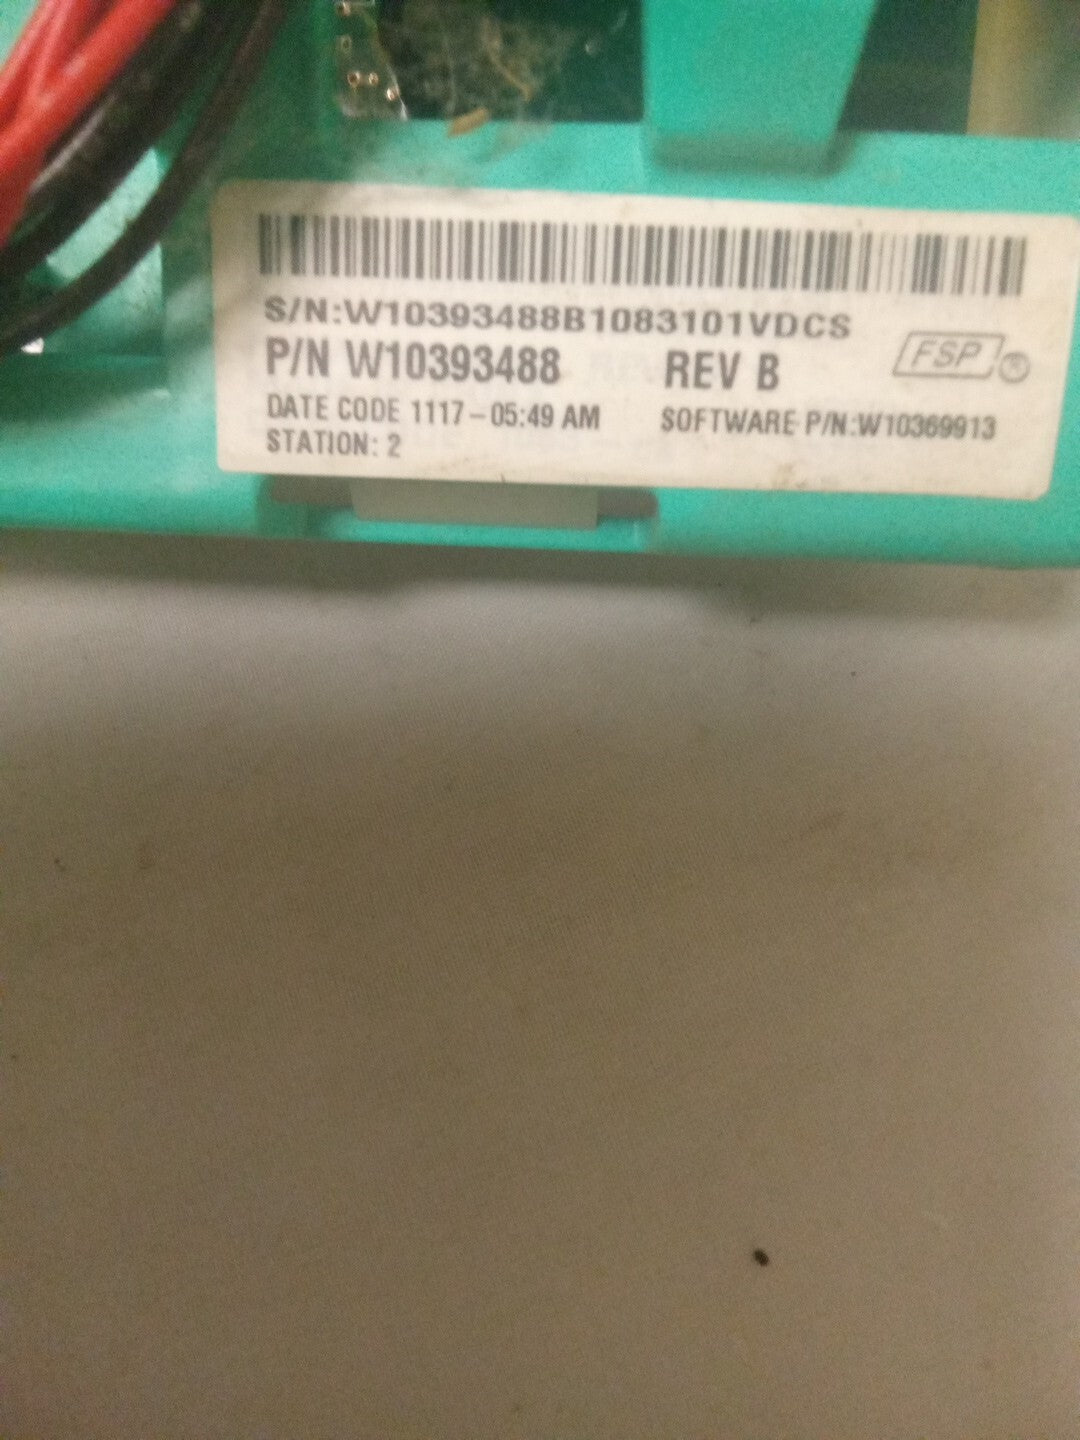 S/N:W10393488B1083101VDCS
P/N W10393488 REV B FSP®
DATE CODE 1117-05:49 AM SOFTWARE P/N:W10369913
STATION: 2